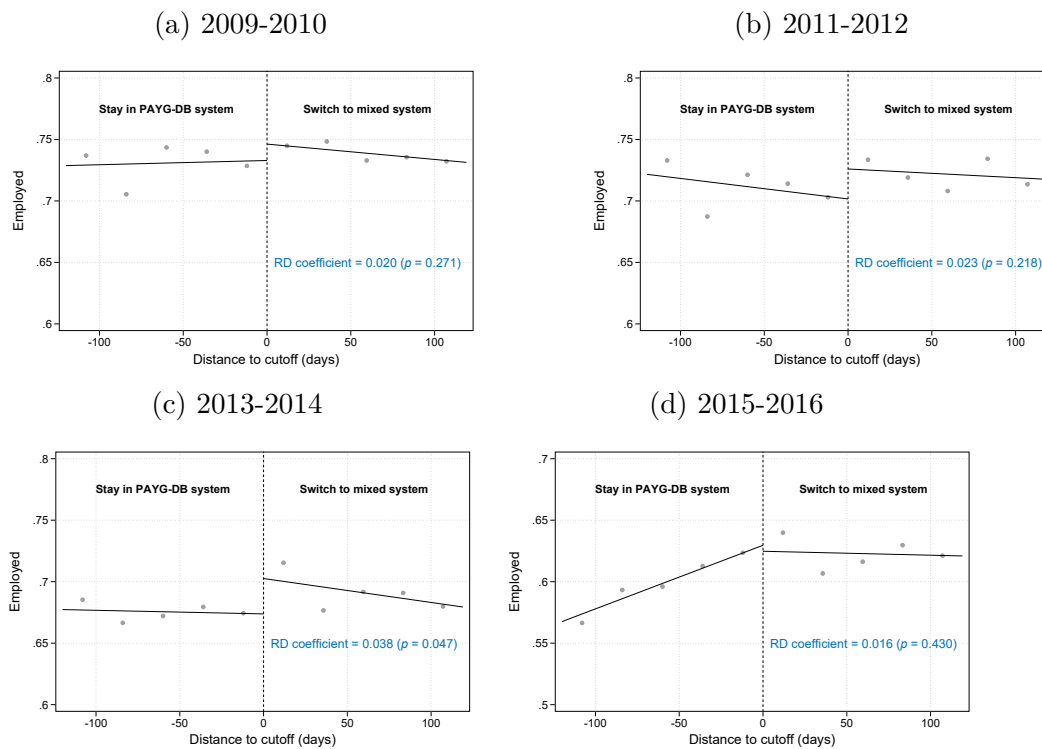 (a) 2009-2010
.8
.75
.7
.65
.6
Employed
Stay in PAYG-DB system
Switch to mixed system
RD coefficient = 0.020 (p = 0.271)
-100 -50 0 50 100
Distance to cutoff (days)
(b) 2011-2012
.8
.75
.7
.65
.6
Employed
Stay in PAYG-DB system
Switch to mixed system
RD coefficient = 0.023 (p = 0.218)
-100 -50 0 50 100
Distance to cutoff (days)
(c) 2013-2014
.8
.75
.7
.65
.6
Employed
Stay in PAYG-DB system
Switch to mixed system
RD coefficient = 0.038 (p = 0.047)
-100 -50 0 50 100
Distance to cutoff (days)
(d) 2015-2016
.7
.65
.6
.55
.5
Employed
Stay in PAYG-DB system
Switch to mixed system
RD coefficient = 0.016 (p = 0.430)
-100 -50 0 50 100
Distance to cutoff (days)